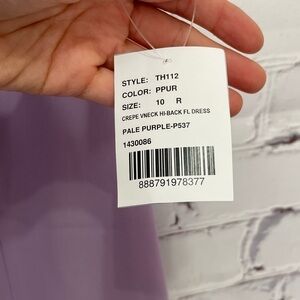 STYLE: TH112
COLOR: PPUR
SIZE: 10 R
CREPE VNECK HI-BACK FL DRESS
PALE PURPLE-P537
1430086
888791978377